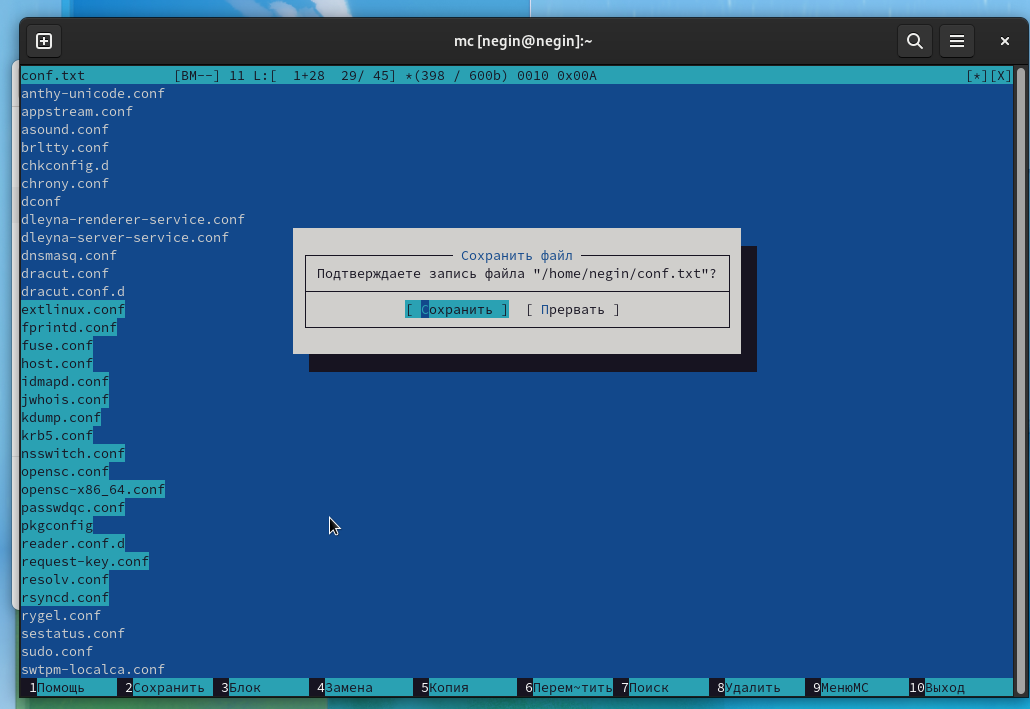 mc [negin@negin]:~
conf.txt [BM--] 11 L:[ 1+28 29/ 45] *(398 / 600b) 0010 0x00A [*][X]
anthy-unicode.conf
appstream.conf
asound.conf
brltty.conf
chkconfig.d
chrony.conf
dconf
dleyna-renderer-service.conf
dleyna-server-service.conf
dnsmasq.conf
dracut.conf
dracut.conf.d
extlinux.conf
fprintd.conf
fuse.conf
host.conf
idmapd.conf
jwhois.conf
kdump.conf
krb5.conf
nsswitch.conf
opensc.conf
opensc-x86_64.conf
passwdqc.conf
pkgconfig
reader.conf.d
request-key.conf
resolv.conf
rsyncd.conf
rygel.conf
sestatus.conf
sudo.conf
swtpm-localca.conf
Сохранить файл
Подтверждаете запись файла "/home/negin/conf.txt"?
[ Сохранить ] [ Прервать ]
1Помощь 2Сохранить 3Блок 4Замена 5Копия 6Перем~тить 7Поиск 8Удалить 9МенюMC 10Выход